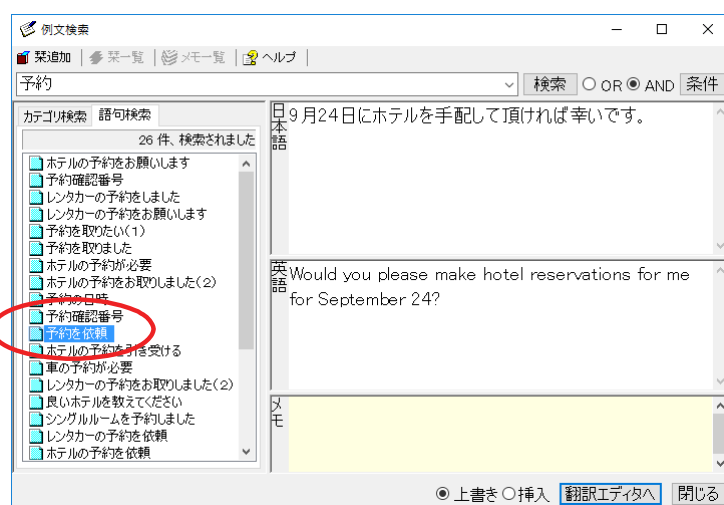 例文検索
栞追加 栞一覧 メモ一覧 ヘルプ
予約 検索 OR AND 条件
カテゴリ検索 語句検索
26 件、検索されました
ホテルの予約をお願いします
予約確認番号
レンタカーの予約をしました
レンタカーの予約をお願いします
予約を取りたい(1)
予約を取りました
ホテルの予約が必要
ホテルの予約をお取りしました(2)
予約の日時
予約確認番号
予約を依頼
ホテルの予約を引き受ける
車の予約が必要
レンタカーの予約をお取りしました(2)
良いホテルを教えてください
シングルルームを予約しました
レンタカーの予約を依頼
ホテルの予約を依頼
日本語
9月24日にホテルを手配して頂ければ幸いです。
英語
Would you please make hotel reservations for me
for September 24?
メモ
上書き 挿入 翻訳エディタへ 閉じる